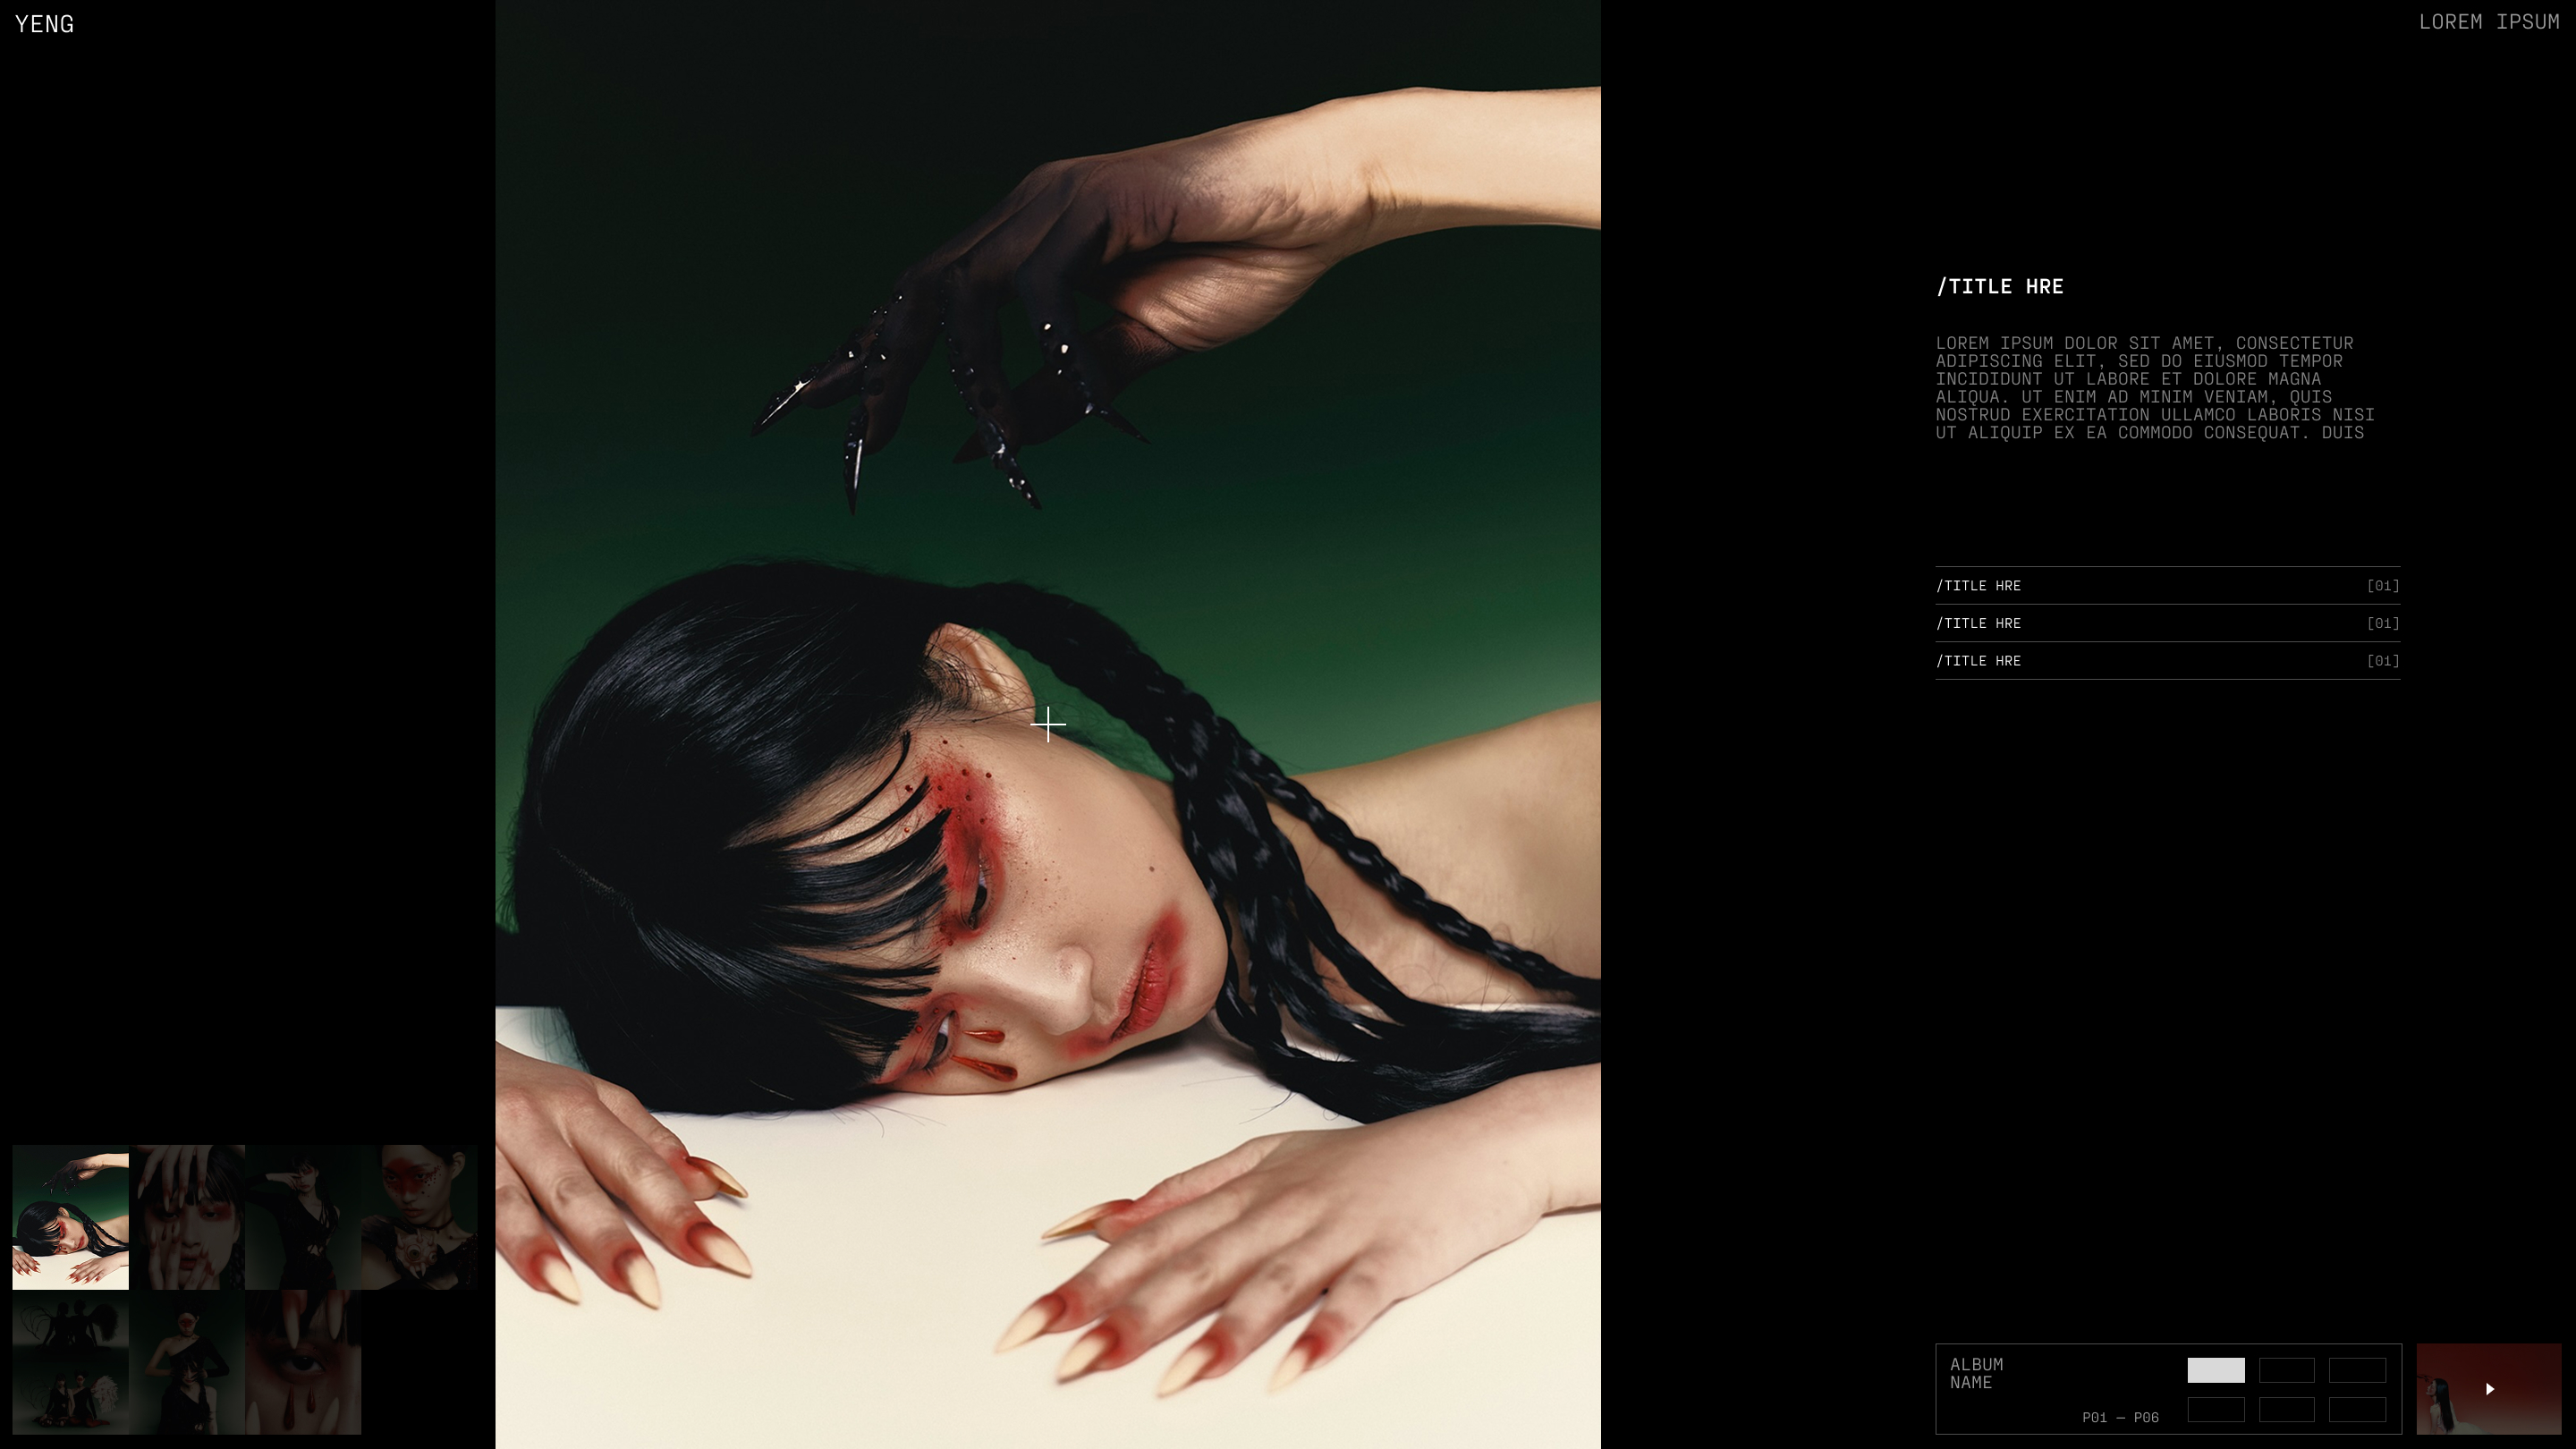 YENG
LOREM IPSUM
/TITLE HRE
LOREM IPSUM DOLOR SIT AMET, CONSECTETUR
ADIPISCING ELIT, SED DO EIUSMOD TEMPOR
INCIDIDUNT UT LABORE ET DOLORE MAGNA
ALIQUA. UT ENIM AD MINIM VENIAM, QUIS
NOSTRUD EXERCITATION ULLAMCO LABORIS NISI
UT ALIQUIP EX EA COMMODO CONSEQUAT. DUIS
/TITLE HRE [01]
/TITLE HRE [01]
/TITLE HRE [01]
ALBUM
NAME
P01 — P06